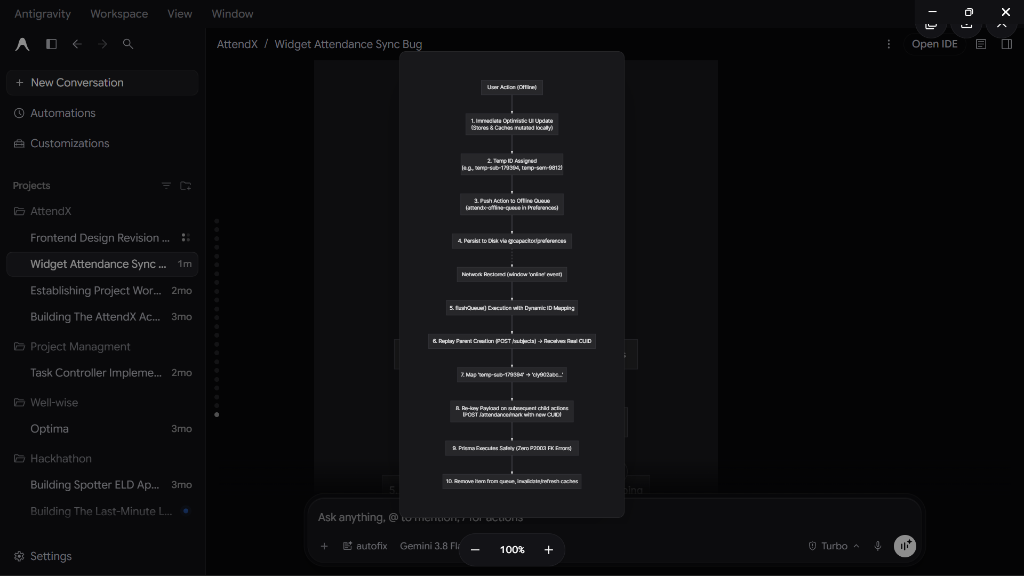 Antigravity Workspace View Window
AttendX / Widget Attendance Sync Bug
Open IDE
New Conversation
Automations
Customizations
Projects
AttendX
Frontend Design Revision ...
Widget Attendance Sync ... 1m
Establishing Project Wor... 2mo
Building The AttendX Ac... 3mo
Project Managment
Task Controller Impleme... 2mo
Well-wise
Optima 3mo
Hackhathon
Building Spotter ELD Ap... 3mo
Building The Last-Minute L...
Settings
User Action (Offline)
1. Immediate Optimistic UI Update
(Stores & Caches mutated locally)
2. Temp ID Assigned
(e.g., temp-sub-179394, temp-sem-9812)
3. Push Action to Offline Queue
(attendx-offline-queue in Preferences)
4. Persist to Disk via @capacitor/preferences
Network Restored (window 'online' event)
5. flushQueue() Execution with Dynamic ID Mapping
6. Replay Parent Creation (POST /subjects) → Receives Real CUID
7. Map 'temp-sub-179394' → 'cly902abc...'
8. Re-key Payload on subsequent child actions
(POST /attendance/mark with new CUID)
9. Prisma Executes Safely (Zero P2003 FK Errors)
10. Remove item from queue, invalidate/refresh caches
Ask anything, @ to mention, / for actions
autofix Gemini 3.8 Fla
100%
Turbo